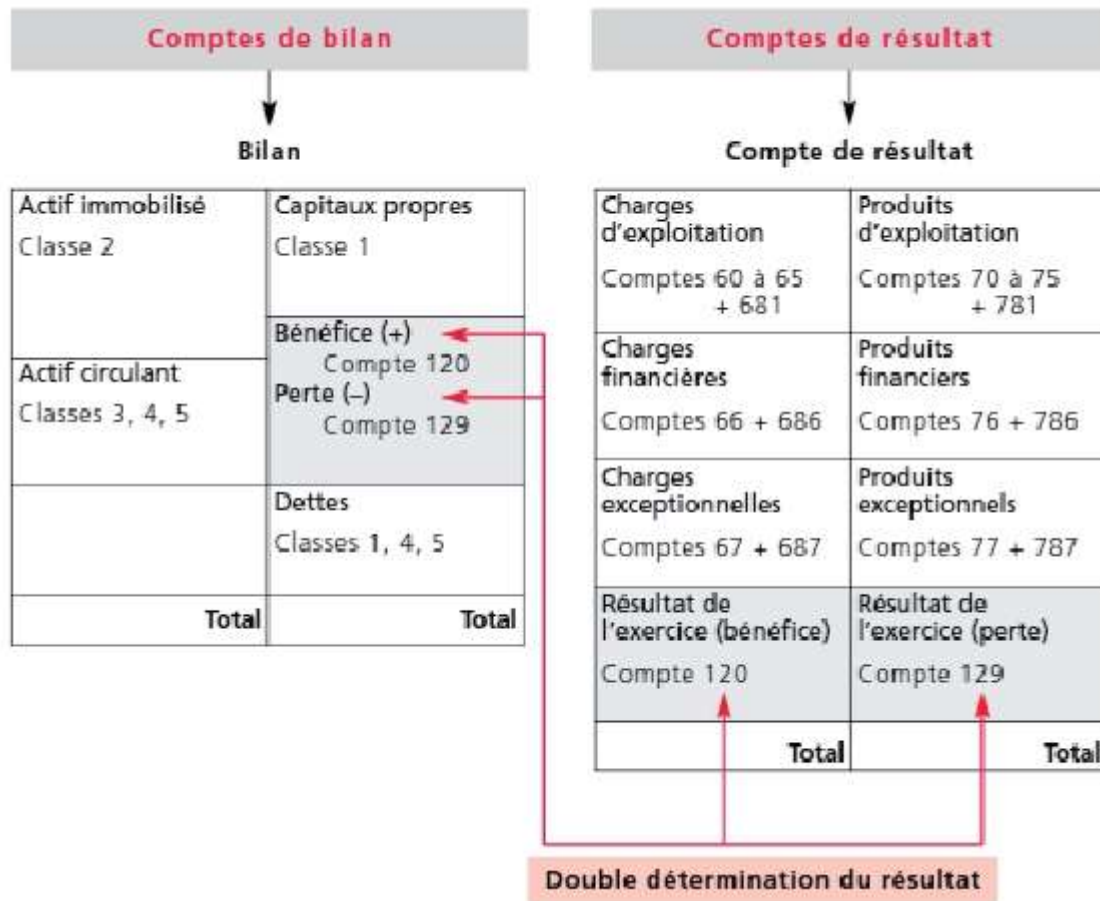 Comptes de bilan
Bilan
Actif immobilisé
Classe 2
Actif circulant
Classes 3, 4, 5
Total
Capitaux propres
Classe 1
Bénéfice (+)
Compte 120
Perte (–)
Compte 129
Dettes
Classes 1, 4, 5
Total
Comptes de résultat
Compte de résultat
Charges
d'exploitation
Comptes 60 à 65
+ 681
Charges
financières
Comptes 66 + 686
Charges
exceptionnelles
Comptes 67 + 687
Résultat de
l'exercice (bénéfice)
Compte 120
Total
Produits
d'exploitation
Comptes 70 à 75
+ 781
Produits
financiers
Comptes 76 + 786
Produits
exceptionnels
Comptes 77 + 787
Résultat de
l'exercice (perte)
Compte 129
Total
Double détermination du résultat